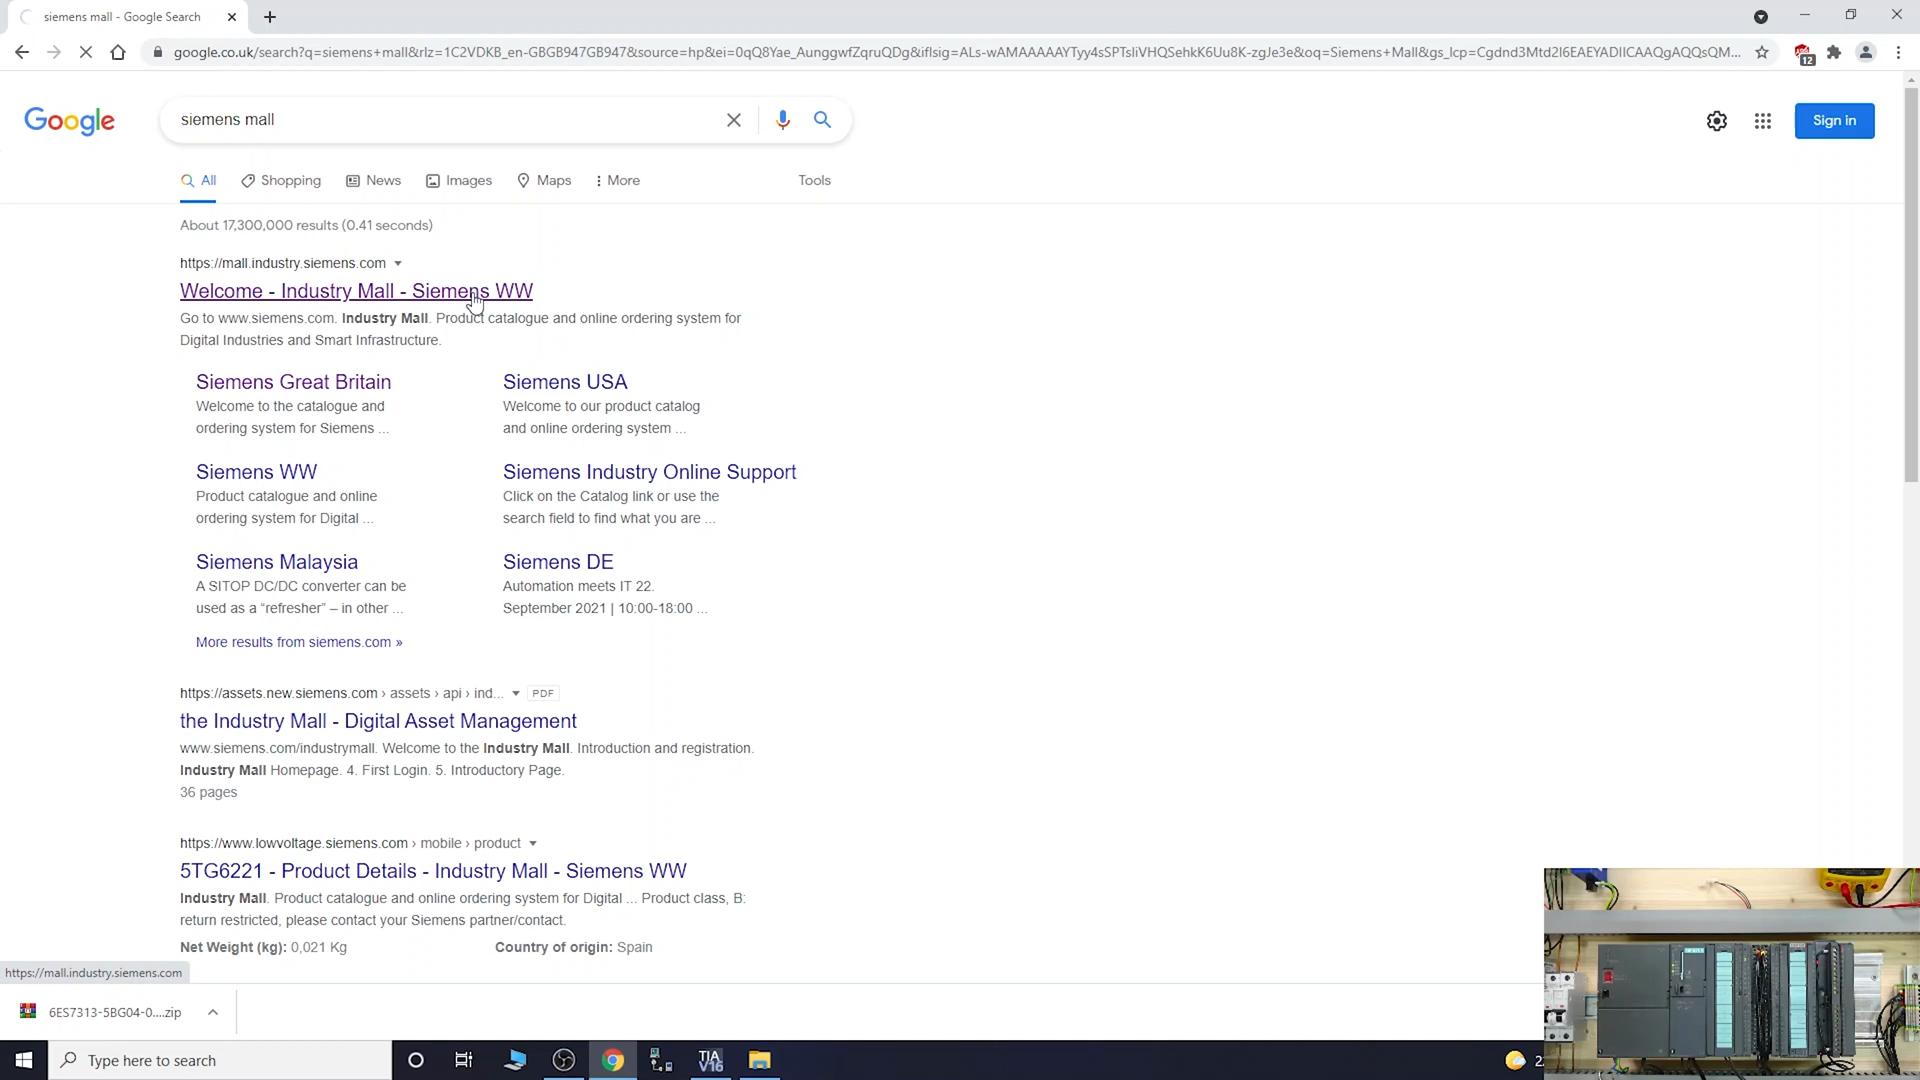 siemens mall - Google Search
google.co.uk/search?q=siemens+mall&rlz=1C2VDKB_en-GBGB947GB947&source=hp&ei=0qQ8Yae_AunggwfZqruQDg&iflsig=ALs-wAMAAAAAYTyy4sSPTsIiVHQSehkK6Uu8K-zgJe3e&oq=Siemens+Mall&gs_lcp=Cgdnd3Mtd2l6EAEYADIICAAQgAQQsQM...
12
Google
siemens mall
Sign in
All
Shopping
News
Images
Maps
More
Tools
About 17,300,000 results (0.41 seconds)
https://mall.industry.siemens.com
Welcome - Industry Mall - Siemens WW
Go to www.siemens.com. Industry Mall. Product catalogue and online ordering system for
Digital Industries and Smart Infrastructure.
Siemens Great Britain
Welcome to the catalogue and
ordering system for Siemens ...
Siemens USA
Welcome to our product catalog
and online ordering system ...
Siemens WW
Product catalogue and online
ordering system for Digital ...
Siemens Industry Online Support
Click on the Catalog link or use the
search field to find what you are ...
Siemens Malaysia
A SITOP DC/DC converter can be
used as a “refresher” – in other ...
Siemens DE
Automation meets IT 22.
September 2021 | 10:00-18:00 ...
More results from siemens.com »
https://assets.new.siemens.com › assets › api › ind... PDF
the Industry Mall - Digital Asset Management
www.siemens.com/industrymall. Welcome to the Industry Mall. Introduction and registration.
Industry Mall Homepage. 4. First Login. 5. Introductory Page.
36 pages
https://www.lowvoltage.siemens.com › mobile › product
5TG6221 - Product Details - Industry Mall - Siemens WW
Industry Mall. Product catalogue and online ordering system for Digital ... Product class, B:
return restricted, please contact your Siemens partner/contact.
Net Weight (kg): 0,021 Kg
Country of origin: Spain
https://mall.industry.siemens.com
6ES7313-5BG04-0....zip
Type here to search
TIA
V16